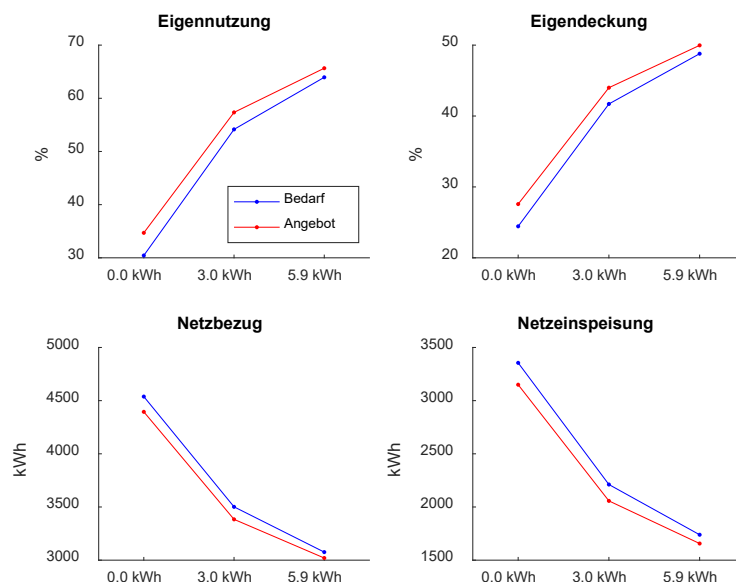 Eigennutzung
70
60
50
40
30
%
Bedarf
Angebot
0.0 kWh 3.0 kWh 5.9 kWh
Eigendeckung
50
40
30
20
%
0.0 kWh 3.0 kWh 5.9 kWh
Netzbezug
5000
4500
4000
3500
3000
kWh
0.0 kWh 3.0 kWh 5.9 kWh
Netzeinspeisung
3500
3000
2500
2000
1500
kWh
0.0 kWh 3.0 kWh 5.9 kWh